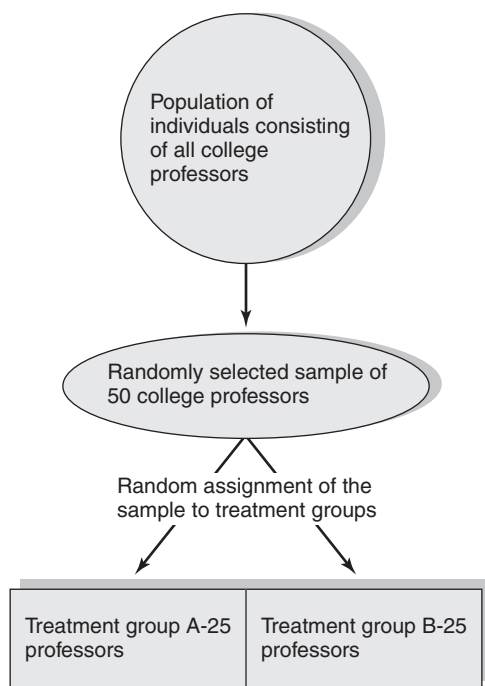 Population of
individuals consisting
of all college
professors
Randomly selected sample of
50 college professors
Random assignment of the
sample to treatment groups
Treatment group A-25
professors
Treatment group B-25
professors